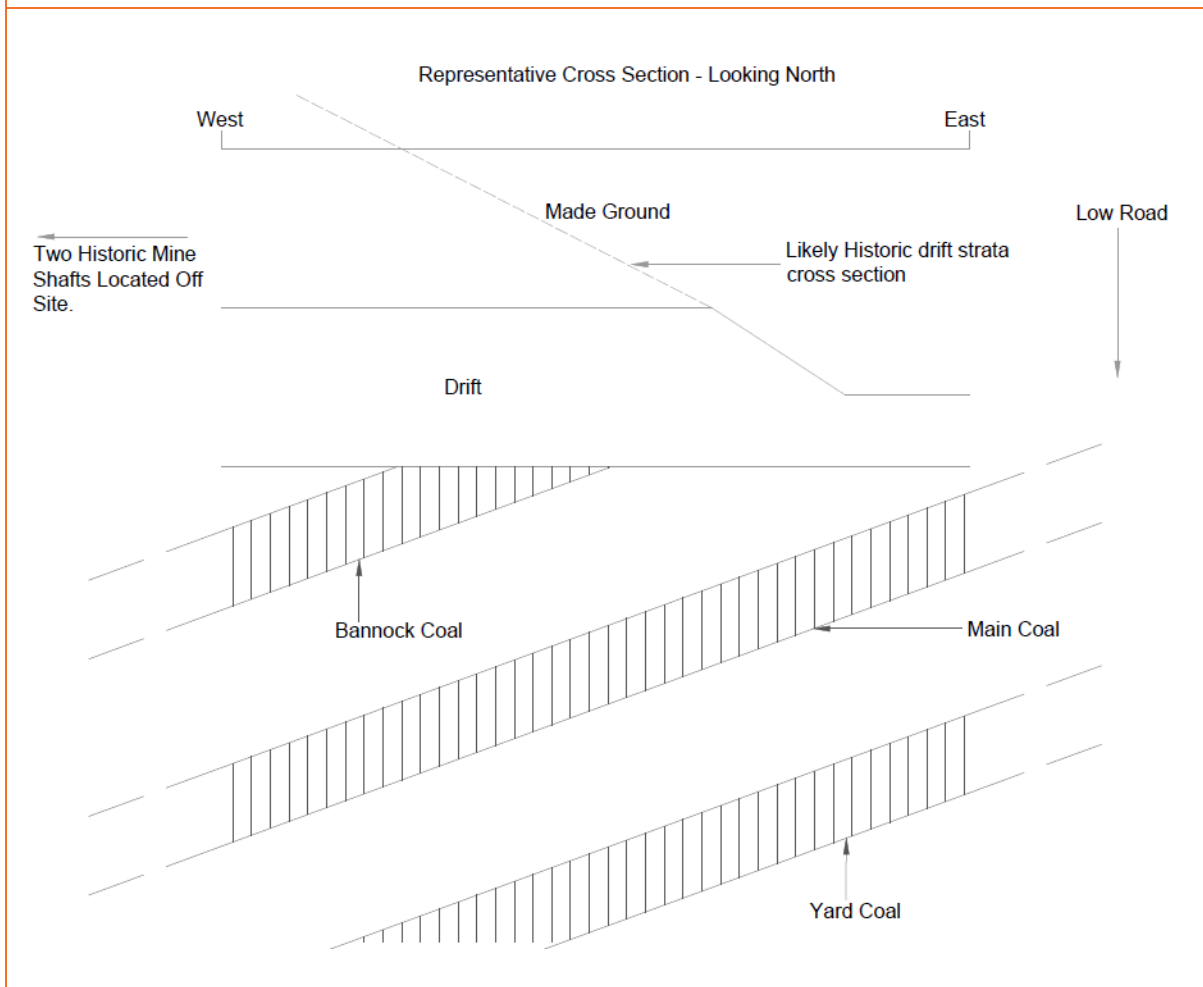 Representative Cross Section - Looking North
West
East
Made Ground
Low Road
Two Historic Mine
Shafts Located Off
Site.
Likely Historic drift strata
cross section
Drift
Bannock Coal
Main Coal
Yard Coal